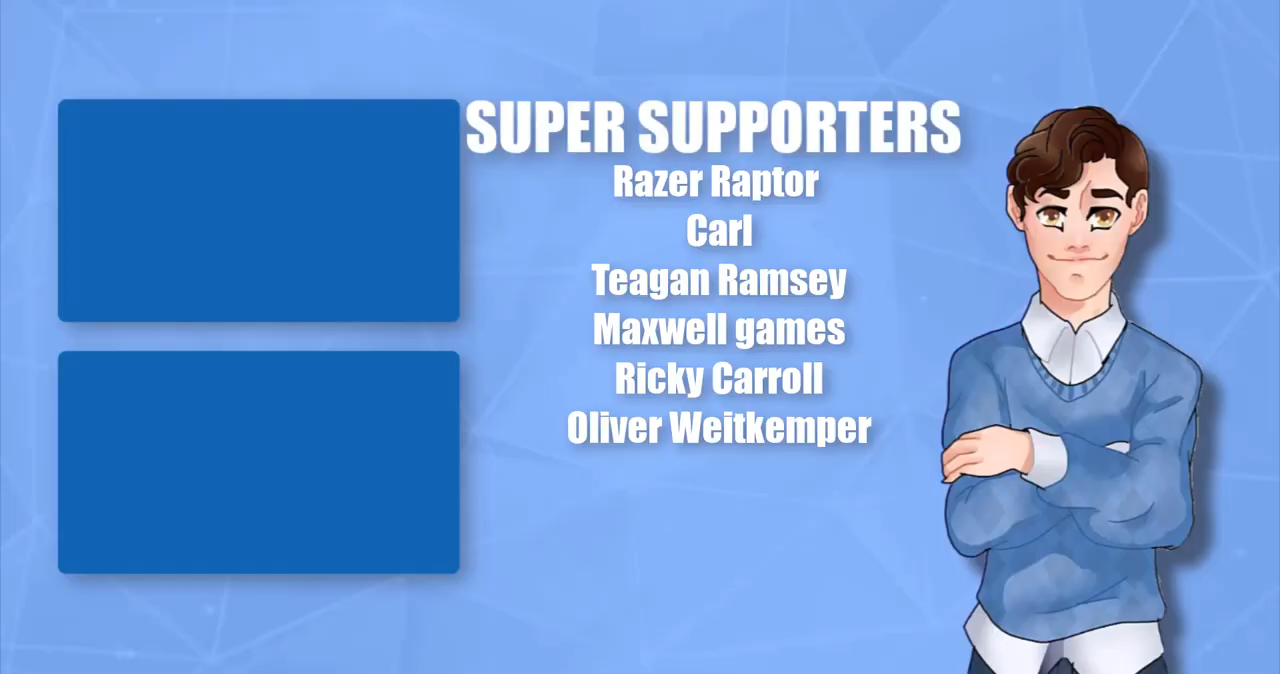 SUPER SUPPORTERS
Razer Raptor
Carl
Teagan Ramsey
Maxwell games
Ricky Carroll
Oliver Weitkemper